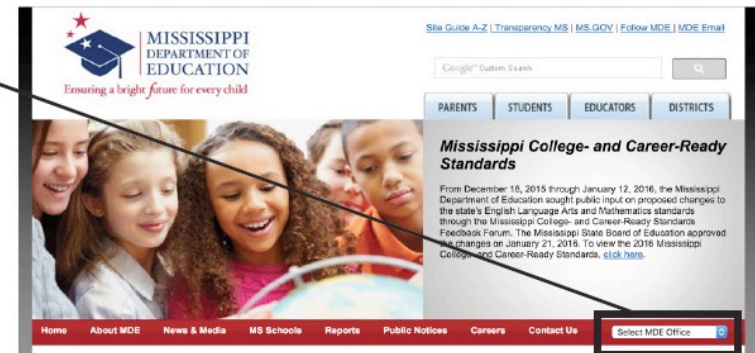 MISSISSIPPI
DEPARTMENT OF
EDUCATION
Ensuring a bright future for every child
Site Guide A-Z | Transparency MS | MS.GOV | Follow MDE | MDE Email
Google™ Custom Search
PARENTS STUDENTS EDUCATORS DISTRICTS
Mississippi College- and Career-Ready
Standards
From December 18, 2015 through January 12, 2016, the Mississippi
Department of Education sought public input on proposed changes to
the state's English Language Arts and Mathematics standards
through the Mississippi College- and Career-Ready Standards
Feedback Forum. The Mississippi State Board of Education approved
the changes on January 21, 2016. To view the 2016 Mississippi
College- and Career-Ready Standards, click here.
Home About MDE News & Media MS Schools Reports Public Notices Careers Contact Us Select MDE Office